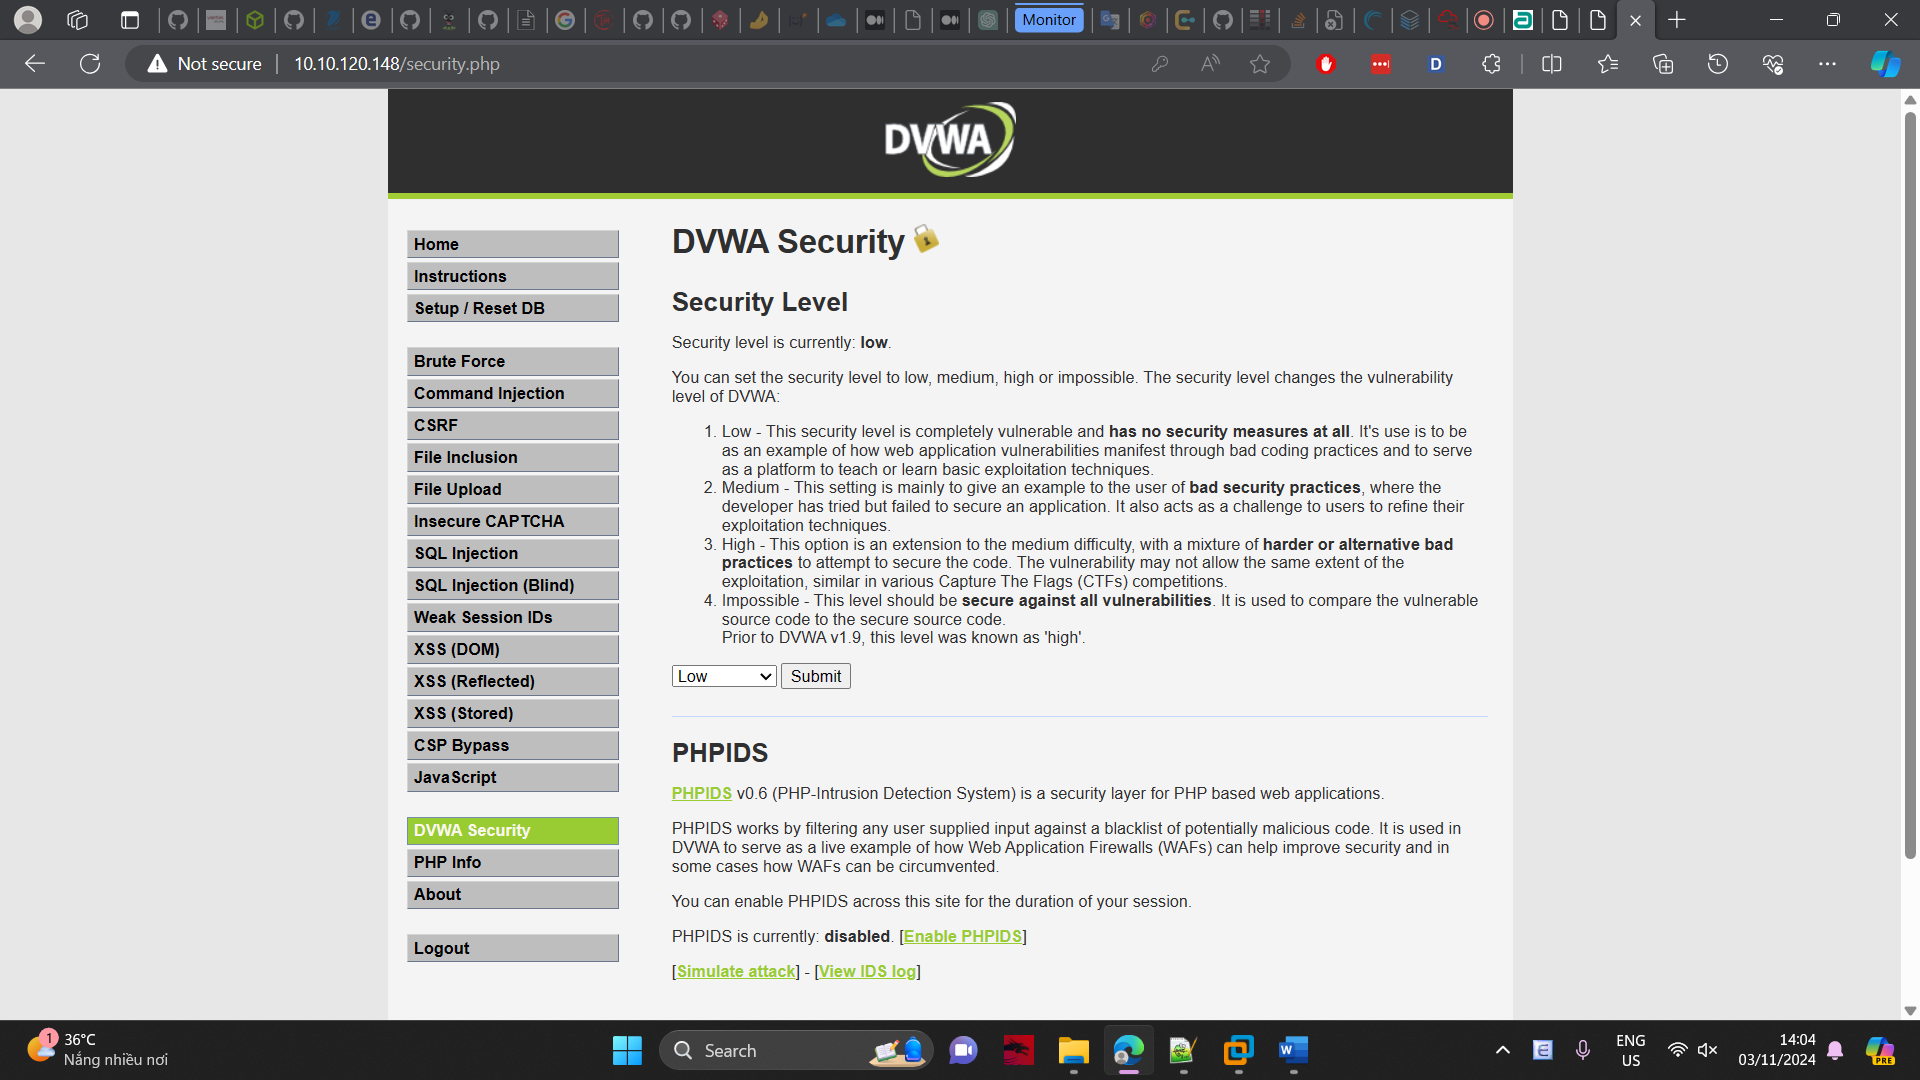 Monitor
Not secure
10.10.120.148/security.php
DVWA
Home
Instructions
Setup / Reset DB
Brute Force
Command Injection
CSRF
File Inclusion
File Upload
Insecure CAPTCHA
SQL Injection
SQL Injection (Blind)
Weak Session IDs
XSS (DOM)
XSS (Reflected)
XSS (Stored)
CSP Bypass
JavaScript
DVWA Security
PHP Info
About
Logout
DVWA Security
Security Level
Security level is currently: low.
You can set the security level to low, medium, high or impossible. The security level changes the vulnerability
level of DVWA:
1. Low - This security level is completely vulnerable and has no security measures at all. It's use is to be
as an example of how web application vulnerabilities manifest through bad coding practices and to serve
as a platform to teach or learn basic exploitation techniques.
2. Medium - This setting is mainly to give an example to the user of bad security practices, where the
developer has tried but failed to secure an application. It also acts as a challenge to users to refine their
exploitation techniques.
3. High - This option is an extension to the medium difficulty, with a mixture of harder or alternative bad
practices to attempt to secure the code. The vulnerability may not allow the same extent of the
exploitation, similar in various Capture The Flags (CTFs) competitions.
4. Impossible - This level should be secure against all vulnerabilities. It is used to compare the vulnerable
source code to the secure source code.
Prior to DVWA v1.9, this level was known as 'high'.
Low
Submit
PHPIDS
PHPIDS v0.6 (PHP-Intrusion Detection System) is a security layer for PHP based web applications.
PHPIDS works by filtering any user supplied input against a blacklist of potentially malicious code. It is used in
DVWA to serve as a live example of how Web Application Firewalls (WAFs) can help improve security and in
some cases how WAFs can be circumvented.
You can enable PHPIDS across this site for the duration of your session.
PHPIDS is currently: disabled. [Enable PHPIDS]
[Simulate attack] - [View IDS log]
1
36°C
Nắng nhiều nơi
Search
ENG
US
14:04
03/11/2024
PRE